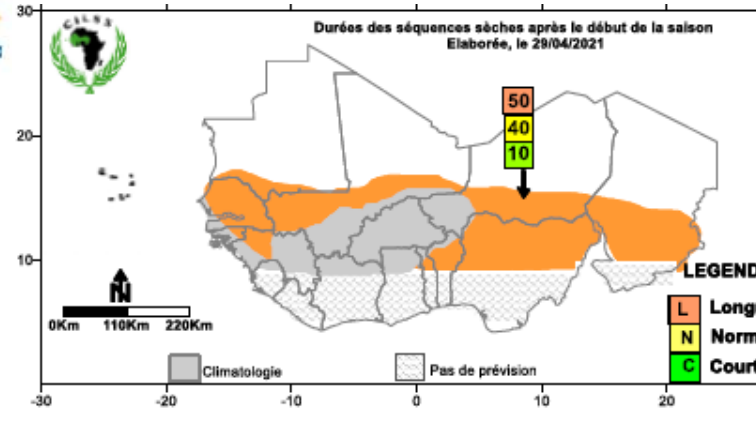 CILSS
Durées des séquences sèches après le début de la saison
Elaborée, le 29/04/2021
30
20
10
50
40
10
N
0Km 110Km 220Km
LEGEND
L Long
N Norm
C Court
Climatologie
Pas de prévision
-30 -20 -10 0 10 20